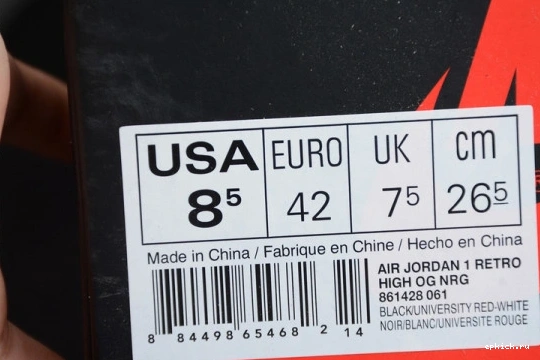 USA EURO UK cm
8⁵ 42 7⁵ 26⁵
Made in China / Fabrique en Chine / Hecho en China
AIR JORDAN 1 RETRO
HIGH OG NRG
861428 061
BLACK/UNIVERSITY RED-WHITE
NOIR/BLANC/UNIVERSITE ROUGE
8 84498 65468 2 14